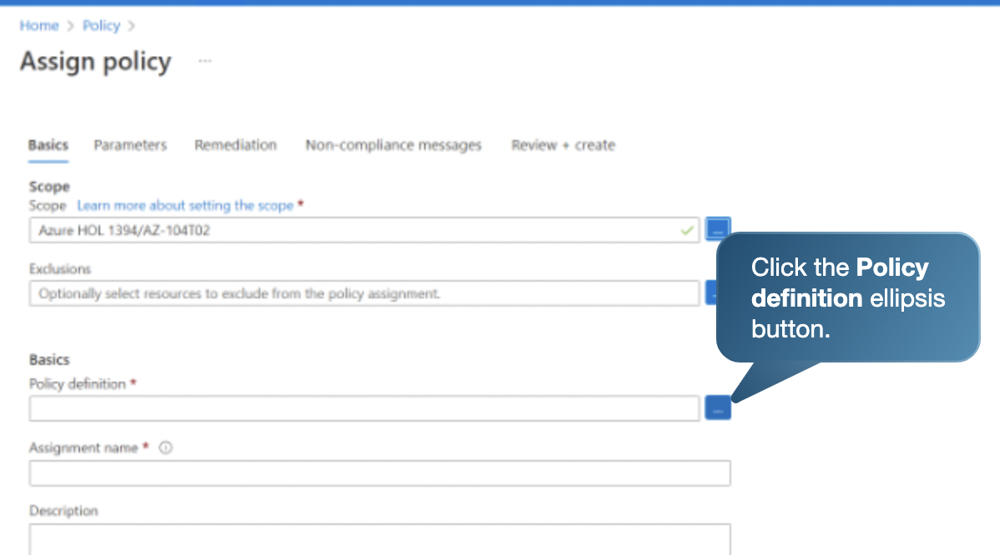 Home > Policy >
Assign policy ...
Basics Parameters Remediation Non-compliance messages Review + create
Scope
Scope Learn more about setting the scope *
Azure HOL 1394/AZ-104T02
...
Exclusions
Optionally select resources to exclude from the policy assignment.
Click the Policy
definition ellipsis
button.
Basics
Policy definition *
...
Assignment name *
Description